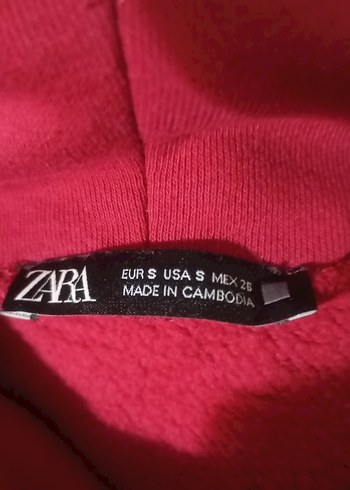 ZARA
EUR S USA S MEX 26
MADE IN CAMBODIA